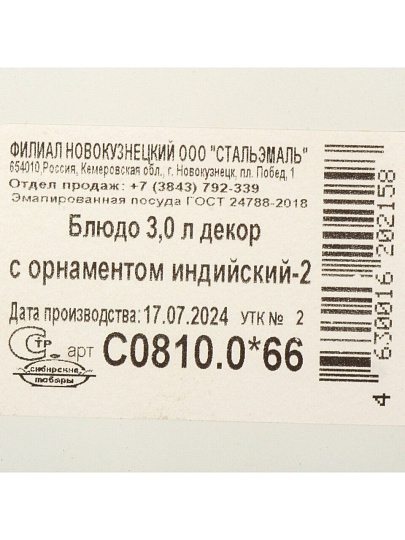 ФИЛИАЛ НОВОКУЗНЕЦКИЙ ООО "СТАЛЬЭМАЛЬ"
654010 Россия, Кемеровская обл., г. Новокузнецк, пл. Побед, 1
Отдел продаж: +7 (3843) 792-339
Эмалированная посуда ГОСТ 24788-2018
Блюдо 3,0 л декор
с орнаментом индийский-2
Дата производства: 17.07.2024 УТК № 2
СТР
сибирские
товары
арт С0810.0*66
4 630016 202158